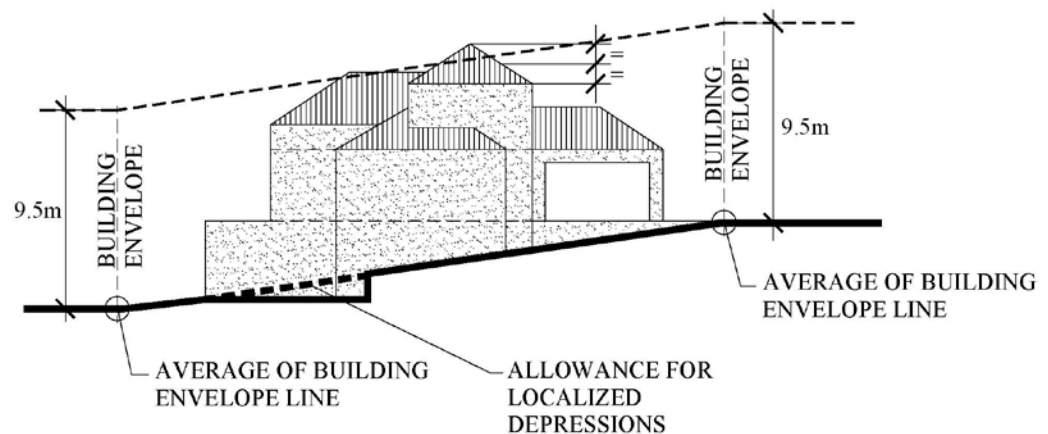 9.5m
BUILDING
ENVELOPE
=
=
BUILDING
ENVELOPE
9.5m
AVERAGE OF BUILDING
ENVELOPE LINE
ALLOWANCE FOR
LOCALIZED
DEPRESSIONS
AVERAGE OF BUILDING
ENVELOPE LINE